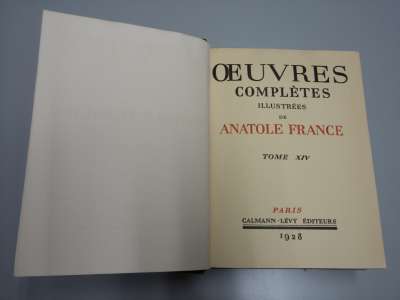 ŒUVRES
COMPLÈTES
ILLUSTRÉES
DE
ANATOLE FRANCE
TOME XIV
PARIS
CALMANN-LÉVY ÉDITEURS
1928